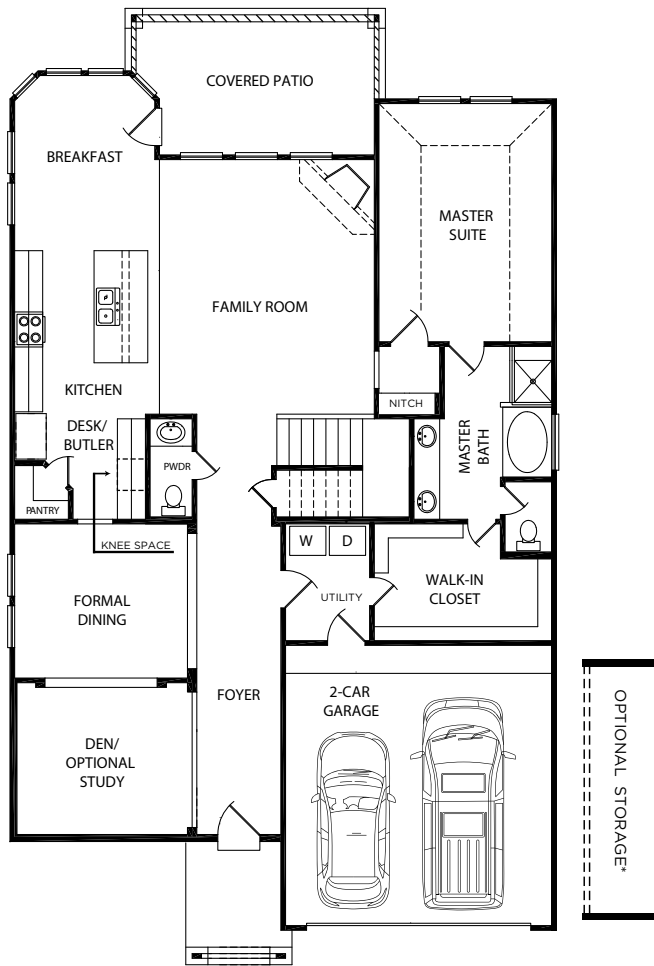 COVERED PATIO
BREAKFAST
MASTER
SUITE
FAMILY ROOM
KITCHEN
NITCH
DESK/
BUTLER
MASTER
BATH
PWDR
PANTRY
KNEE SPACE
W
D
UTILITY
WALK-IN
CLOSET
FORMAL
DINING
FOYER
2-CAR
GARAGE
DEN/
OPTIONAL
STUDY
OPTIONAL STORAGE*